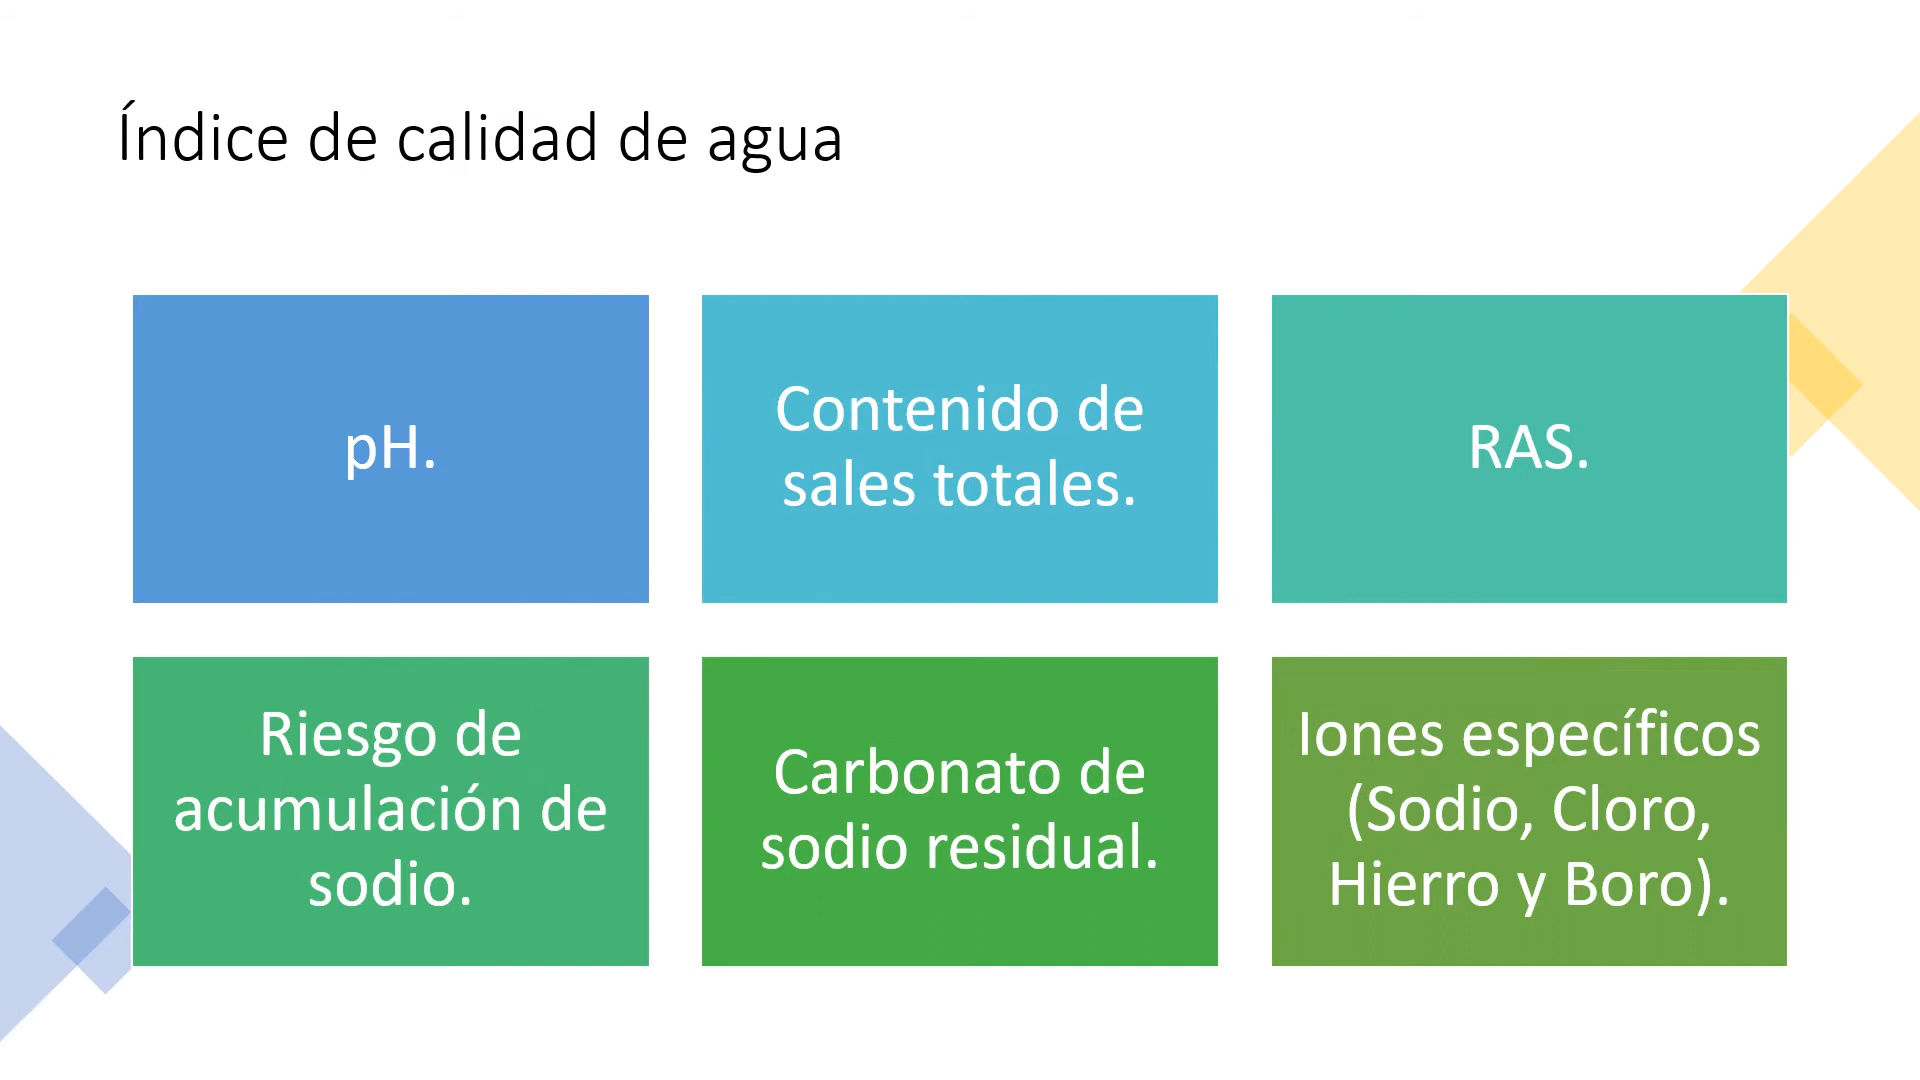 Índice de calidad de agua
pH.
Contenido de
sales totales.
RAS.
Riesgo de
acumulación de
sodio.
Carbonato de
sodio residual.
Iones específicos
(Sodio, Cloro,
Hierro y Boro).